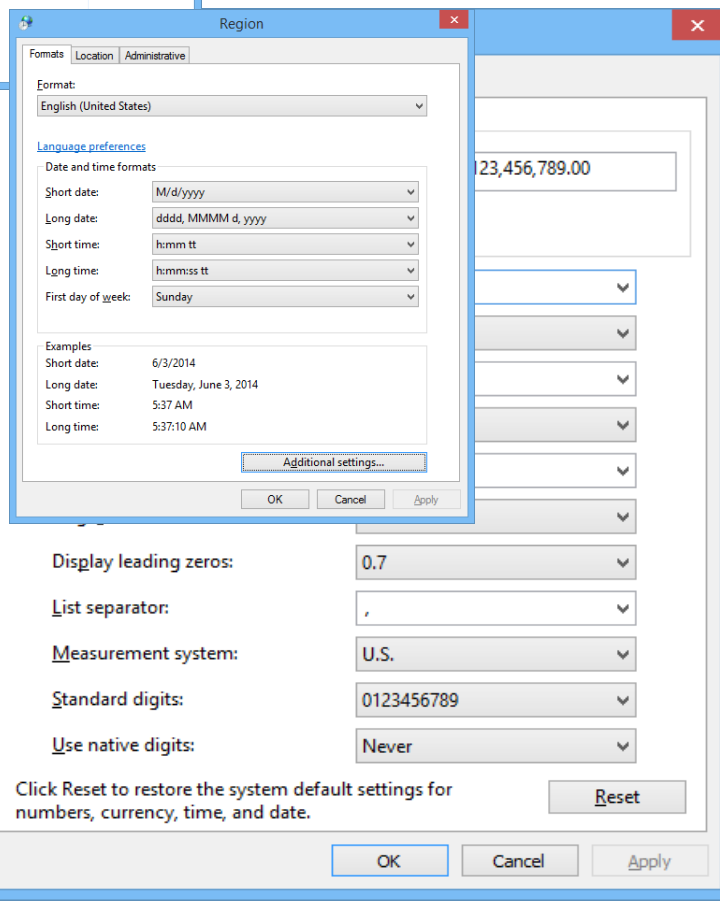 Region
Formats Location Administrative
Format:
English (United States)
Language preferences
Date and time formats
Short date: M/d/yyyy
Long date: dddd, MMMM d, yyyy
Short time: h:mm tt
Long time: h:mm:ss tt
First day of week: Sunday
Examples
Short date: 6/3/2014
Long date: Tuesday, June 3, 2014
Short time: 5:37 AM
Long time: 5:37:10 AM
Additional settings...
OK Cancel Apply
123,456,789.00
Display leading zeros: 0.7
List separator: ,
Measurement system: U.S.
Standard digits: 0123456789
Use native digits: Never
Click Reset to restore the system default settings for
numbers, currency, time, and date.
Reset
OK Cancel Apply